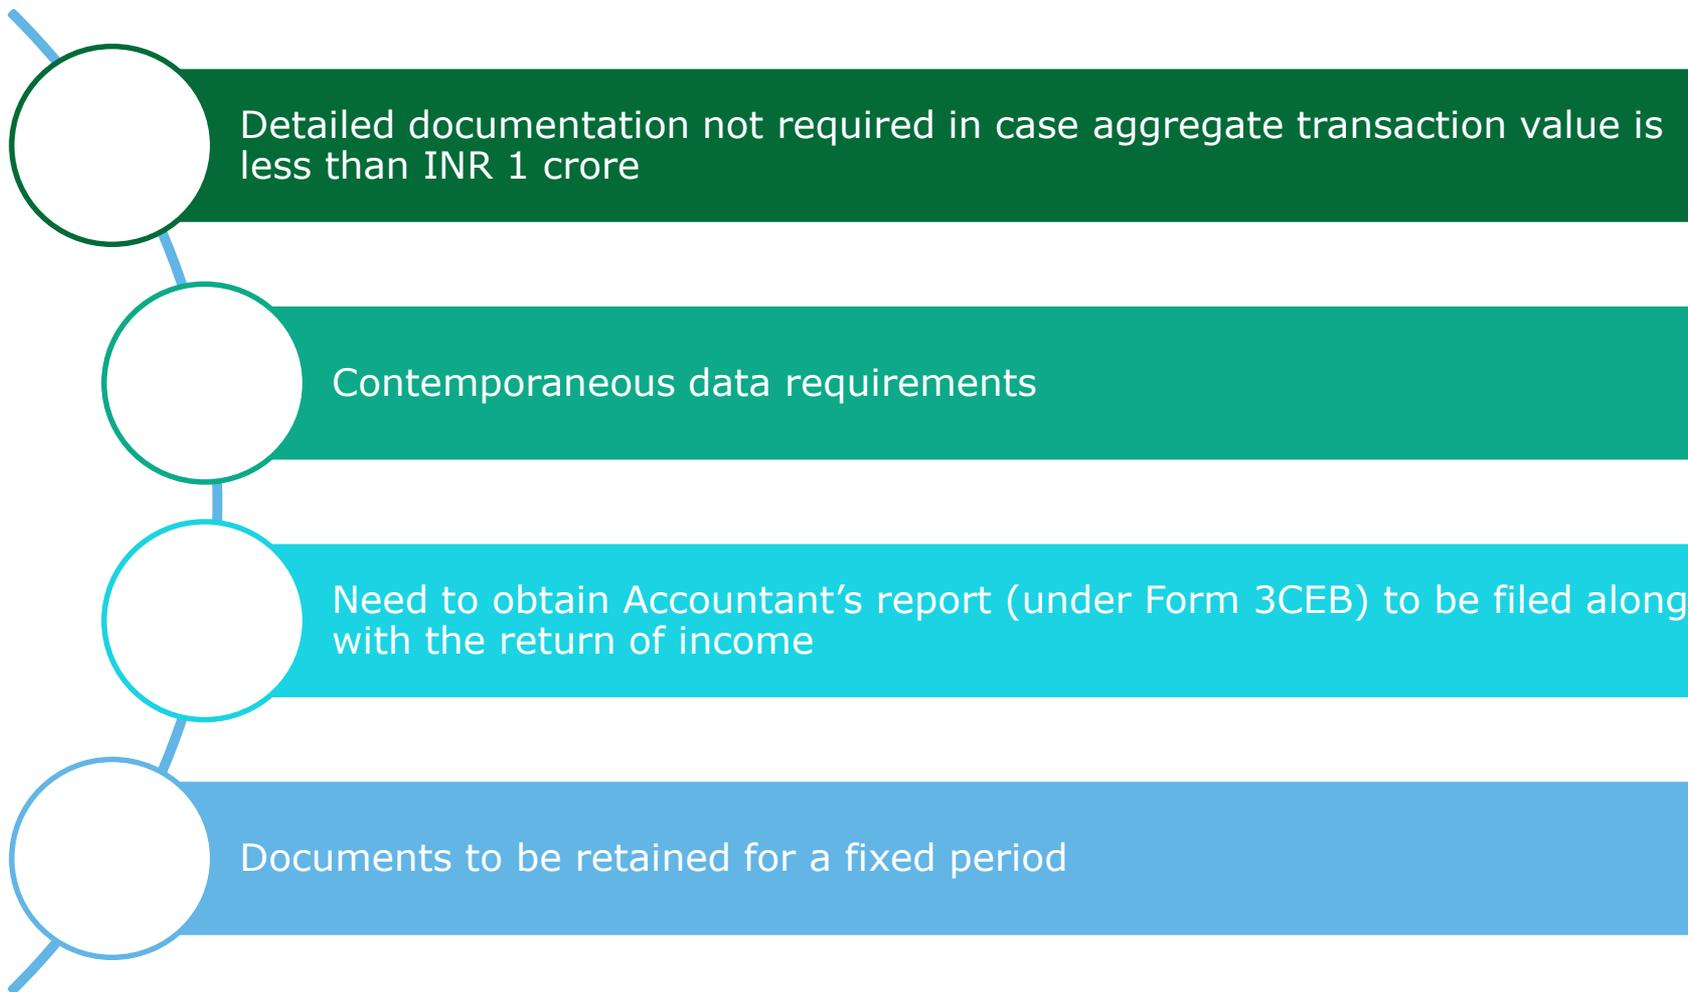 Detailed documentation not required in case aggregate transaction value is
less than INR 1 crore
Contemporaneous data requirements
Need to obtain Accountant’s report (under Form 3CEB) to be filed along
with the return of income
Documents to be retained for a fixed period